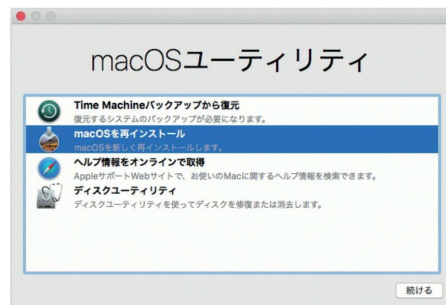 macOSユーティリティ
Time Machineバックアップから復元
復元するシステムのバックアップが必要になります。
macOSを再インストール
macOSを新しく再インストールします。
ヘルプ情報をオンラインで取得
AppleサポートWebサイトで、お使いのMacに関するヘルプ情報を検索できます。
ディスクユーティリティ
ディスクユーティリティを使ってディスクを修復または消去します。
続ける